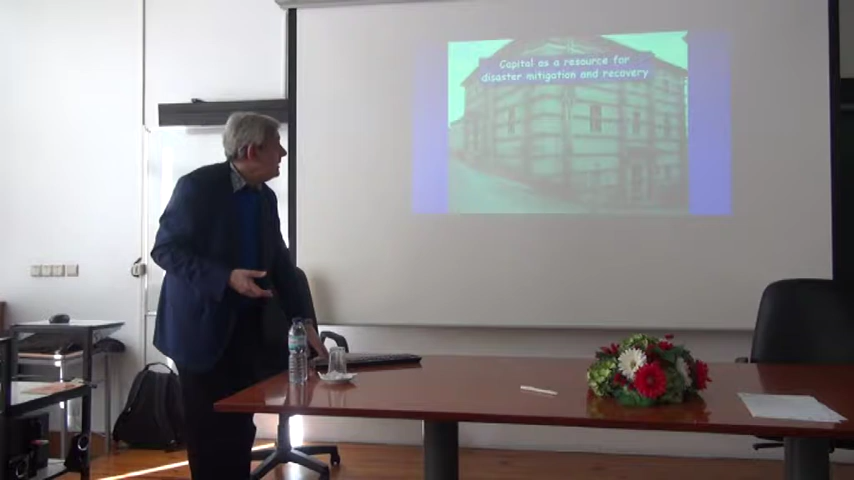 Capital as a resource for
disaster mitigation and recovery